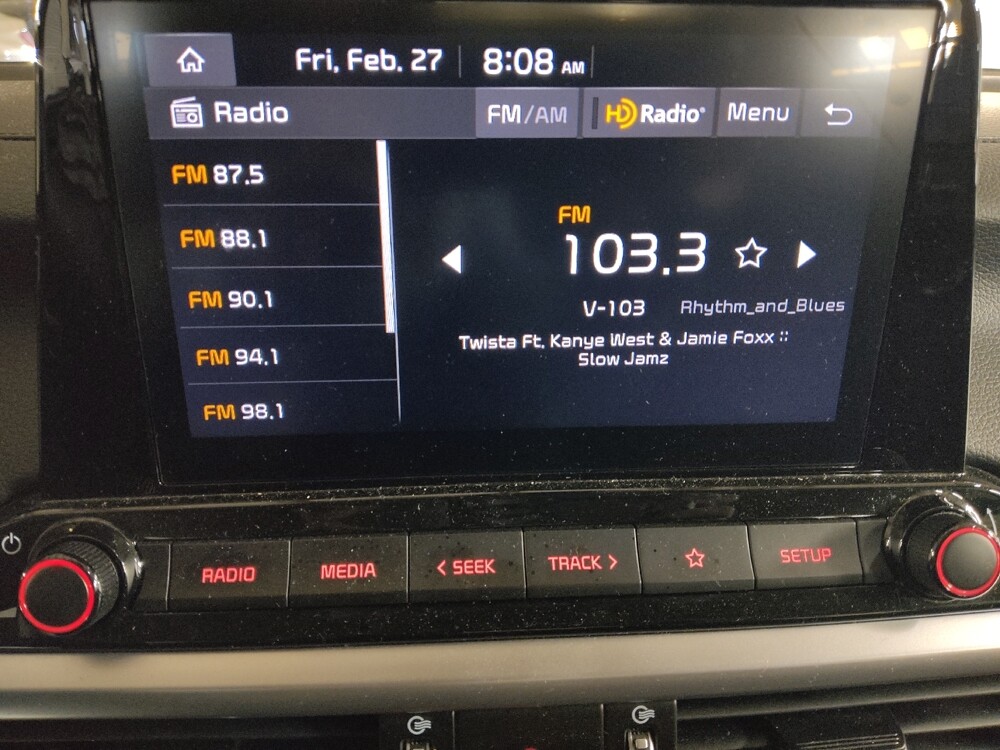 Fri, Feb. 27 8:08 AM
Radio FM/AM HD Radio® Menu
FM 87.5
FM 88.1
FM 90.1
FM 94.1
FM 98.1
FM
103.3
V-103 Rhythm_and_Blues
Twista Ft. Kanye West & Jamie Foxx ::
Slow Jamz
RADIO MEDIA < SEEK TRACK > SETUP